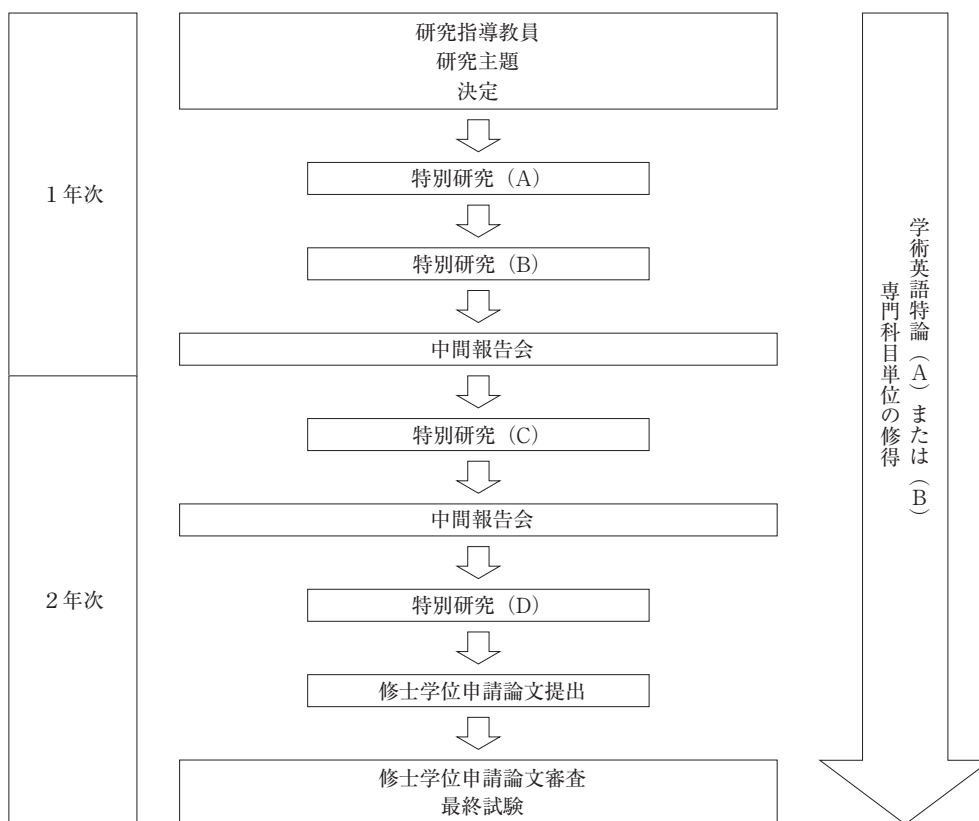 1年次
研究指導教員
研究主題
決定
特別研究（A）
特別研究（B）
中間報告会
2年次
特別研究（C）
中間報告会
特別研究（D）
修士学位申請論文提出
修士学位申請論文審査
最終試験
学術英語特論（A）または（B）
専門科目単位の修得